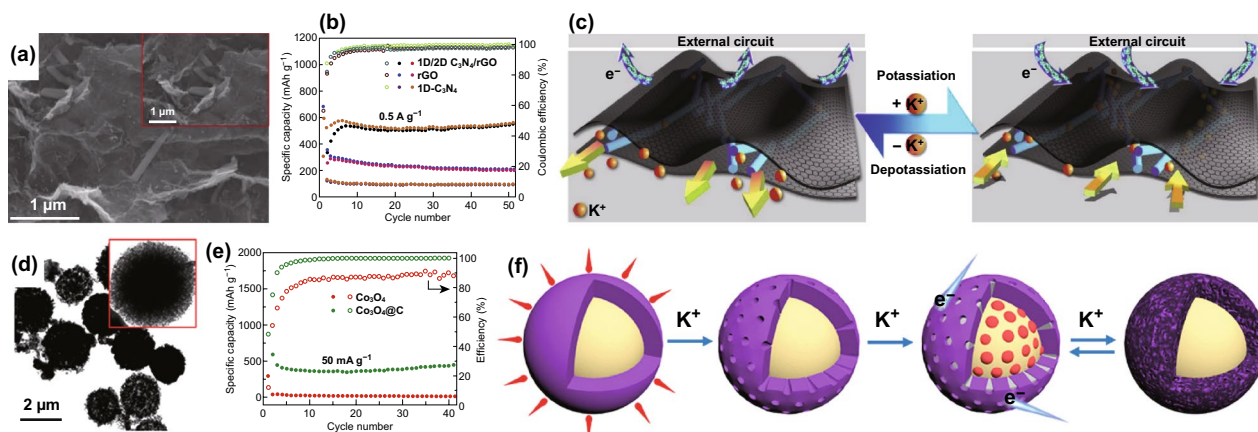 (a)
1 µm
1 µm
(b)
Specific capacity (mAh g⁻¹)
1200
1000
800
600
400
200
0
10
20
30
40
50
Cycle number
100
80
60
40
20
0
Coulombic efficiency (%)
1D/2D C₃N₄/rGO
rGO
1D-C₃N₄
0.5 A g⁻¹
(c)
External circuit
e⁻
K⁺
Potassiation
+ K⁺
− K⁺
Depotassiation
External circuit
e⁻
(d)
2 µm
(e)
Specific capacity (mAh g⁻¹)
2000
1750
1500
1250
1000
750
500
250
0
0
10
20
30
40
Cycle number
100
80
60
40
20
0
Efficiency (%)
Co₃O₄
Co₃O₄@C
50 mA g⁻¹
(f)
K⁺
K⁺
e⁻
e⁻
K⁺